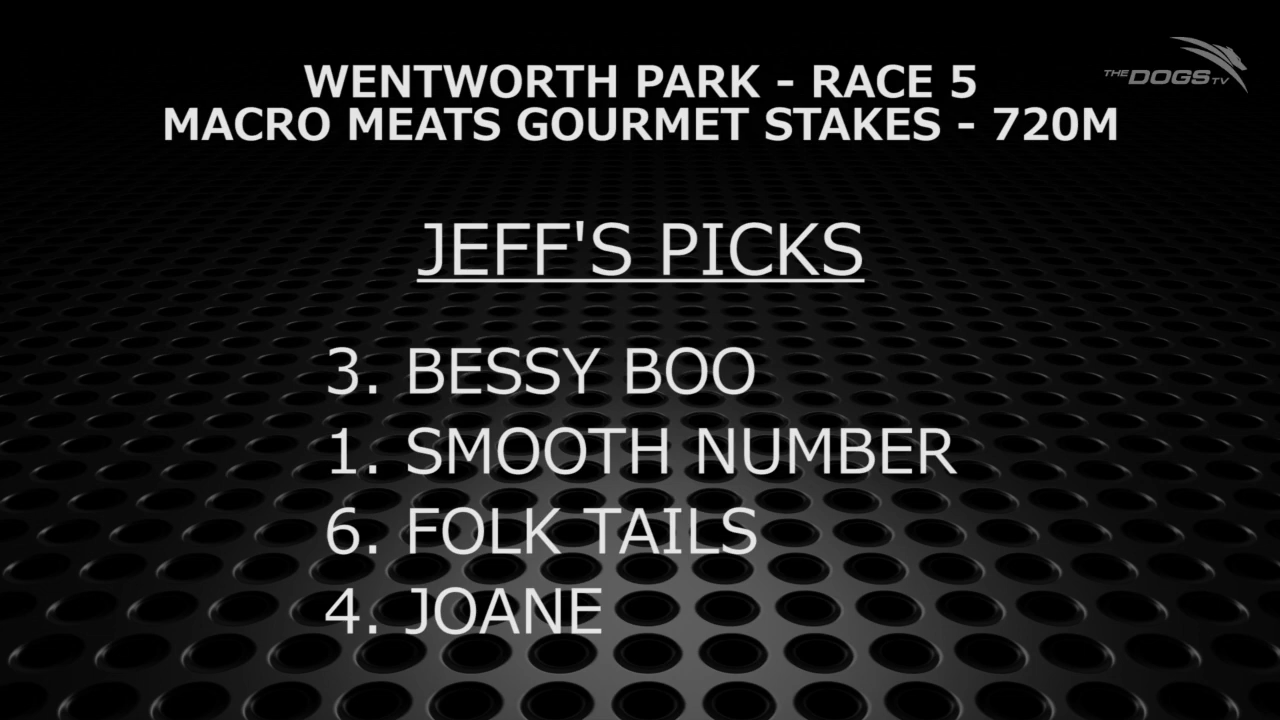 WENTWORTH PARK - RACE 5
MACRO MEATS GOURMET STAKES - 720M
THE DOGS TV
JEFF'S PICKS
3. BESSY BOO
1. SMOOTH NUMBER
6. FOLK TAILS
4. JOANE